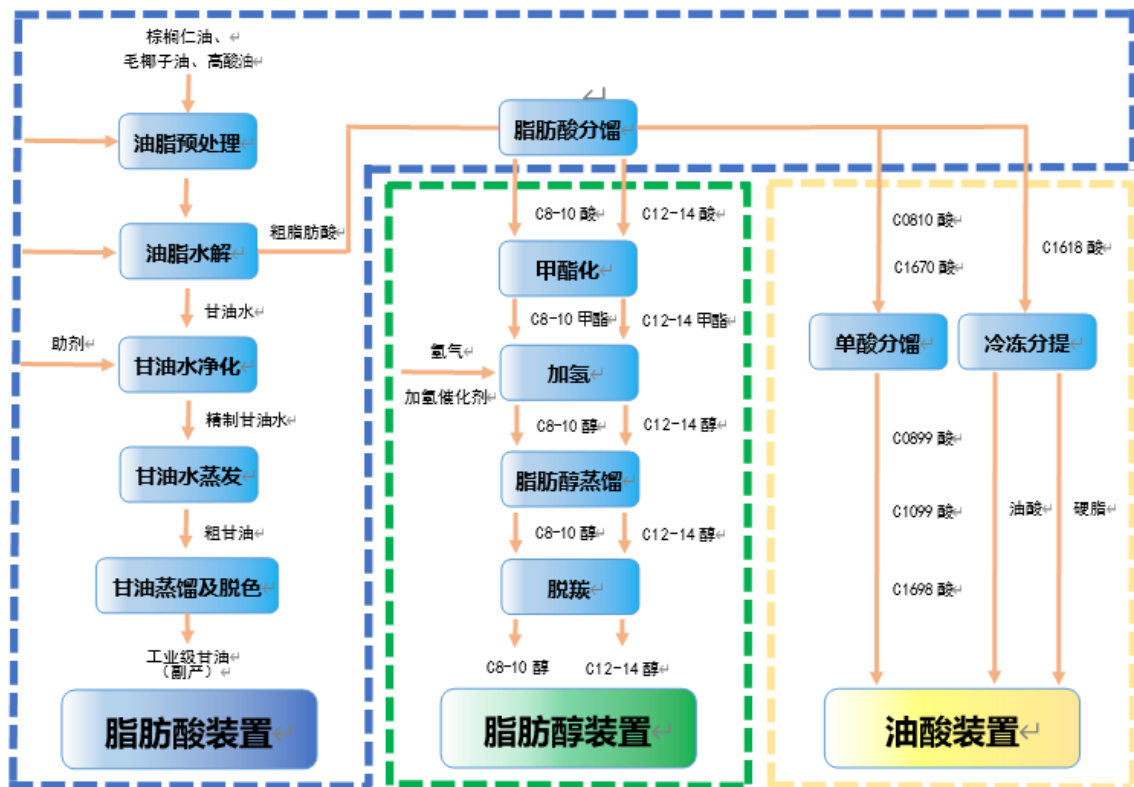 棕榈仁油、
毛椰子油、高酸油
油脂预处理
油脂水解
粗脂肪酸
甘油水
助剂
甘油水净化
精制甘油水
甘油水蒸发
粗甘油
甘油蒸馏及脱色
工业级甘油
（副产）
脂肪酸装置
脂肪酸分馏
C8-10 酸
C12-14 酸
甲酯化
C8-10 甲酯
C12-14 甲酯
氢气
加氢催化剂
加氢
C8-10 醇
C12-14 醇
脂肪醇蒸馏
C8-10 醇
C12-14 醇
脱羰
C8-10 醇
C12-14 醇
脂肪醇装置
C0810 酸
C1670 酸
C1618 酸
单酸分馏
冷冻分提
C0899 酸
C1099 酸
C1698 酸
油酸
硬脂
油酸装置